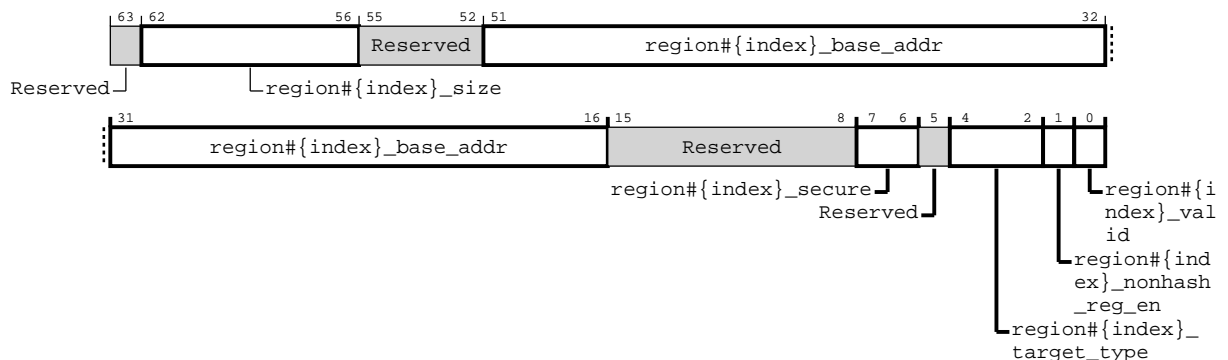 63 62 56 55 52 51 32
Reserved region#{index}_base_addr
Reserved region#{index}_size
31 16 15 8 7 6 5 4 2 1 0
region#{index}_base_addr Reserved
region#{index}_secure
Reserved
region#{i
ndex}_val
id
region#{ind
ex}_nonhash
_reg_en
region#{index}_
target_type